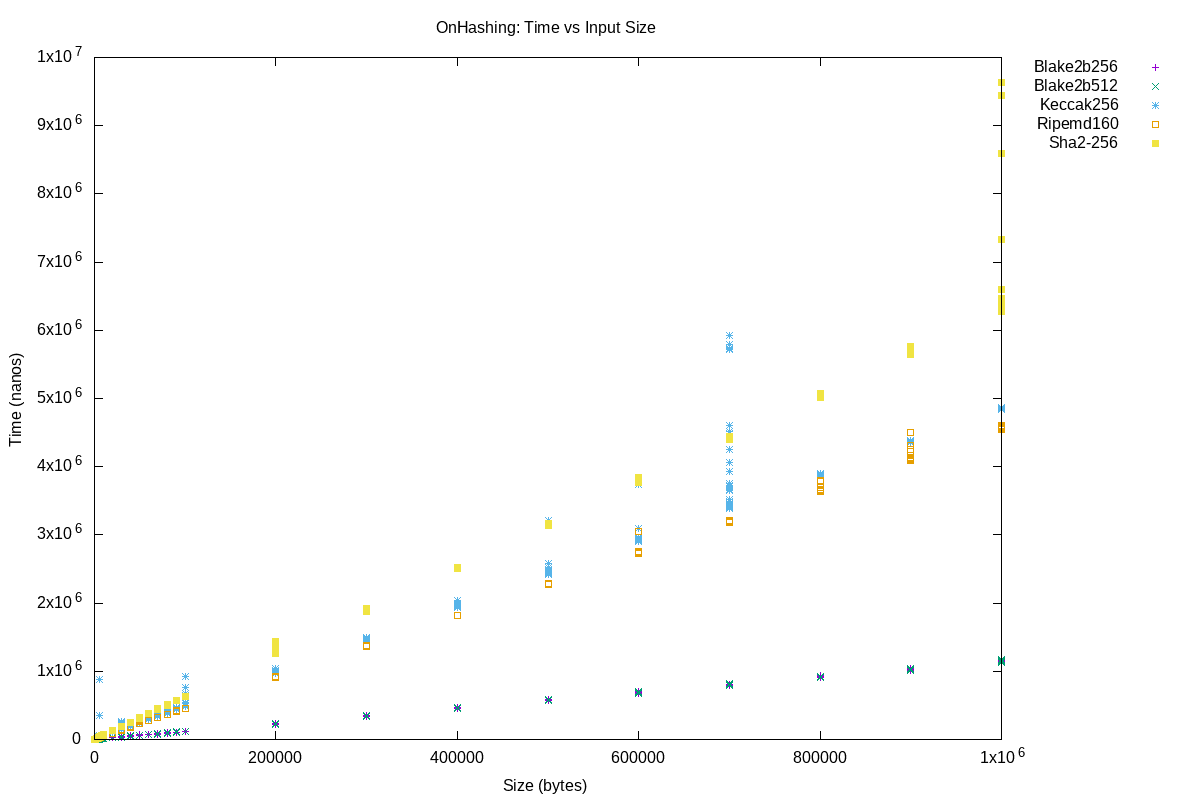 OnHashing: Time vs Input Size
1x10 7
9x10 6
8x10 6
7x10 6
6x10 6
5x10 6
4x10 6
3x10 6
2x10 6
1x10 6
0
Time (nanos)
0
200000
400000
600000
800000
1x10 6
Size (bytes)
Blake2b256
Blake2b512
Keccak256
Ripemd160
Sha2-256